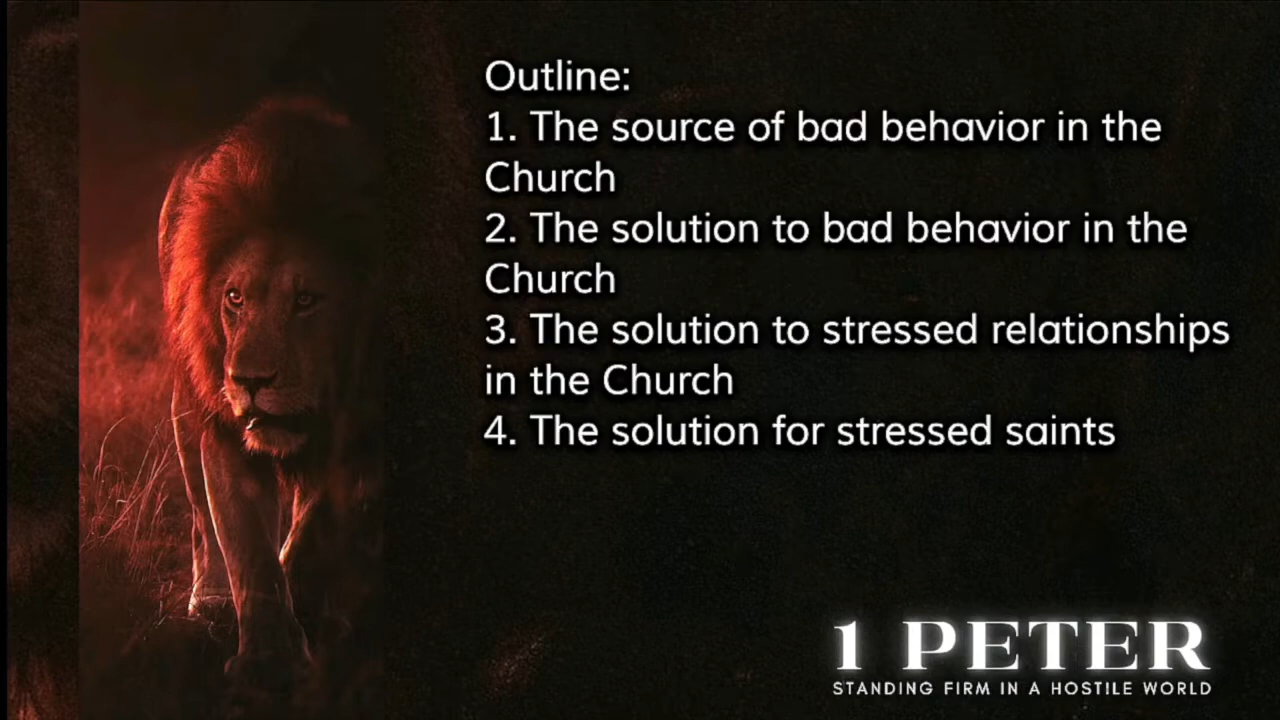 Outline:
1. The source of bad behavior in the
Church
2. The solution to bad behavior in the
Church
3. The solution to stressed relationships
in the Church
4. The solution for stressed saints
1 PETER
STANDING FIRM IN A HOSTILE WORLD